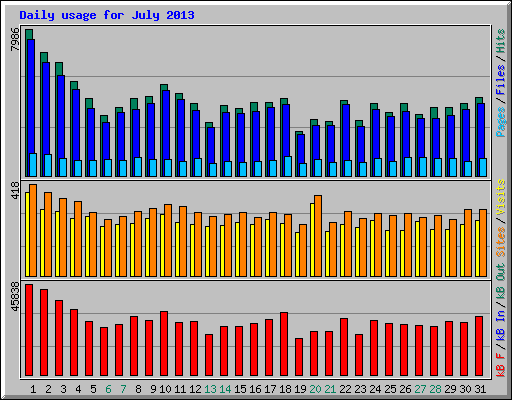 Daily usage for July 2013
7986
Pages / Files / Hits
418
Sites / Visits
45838
kB F / kB In / kB Out
1 2 3 4 5 6 7 8 9 10 11 12 13 14 15 16 17 18 19 20 21 22 23 24 25 26 27 28 29 30 31